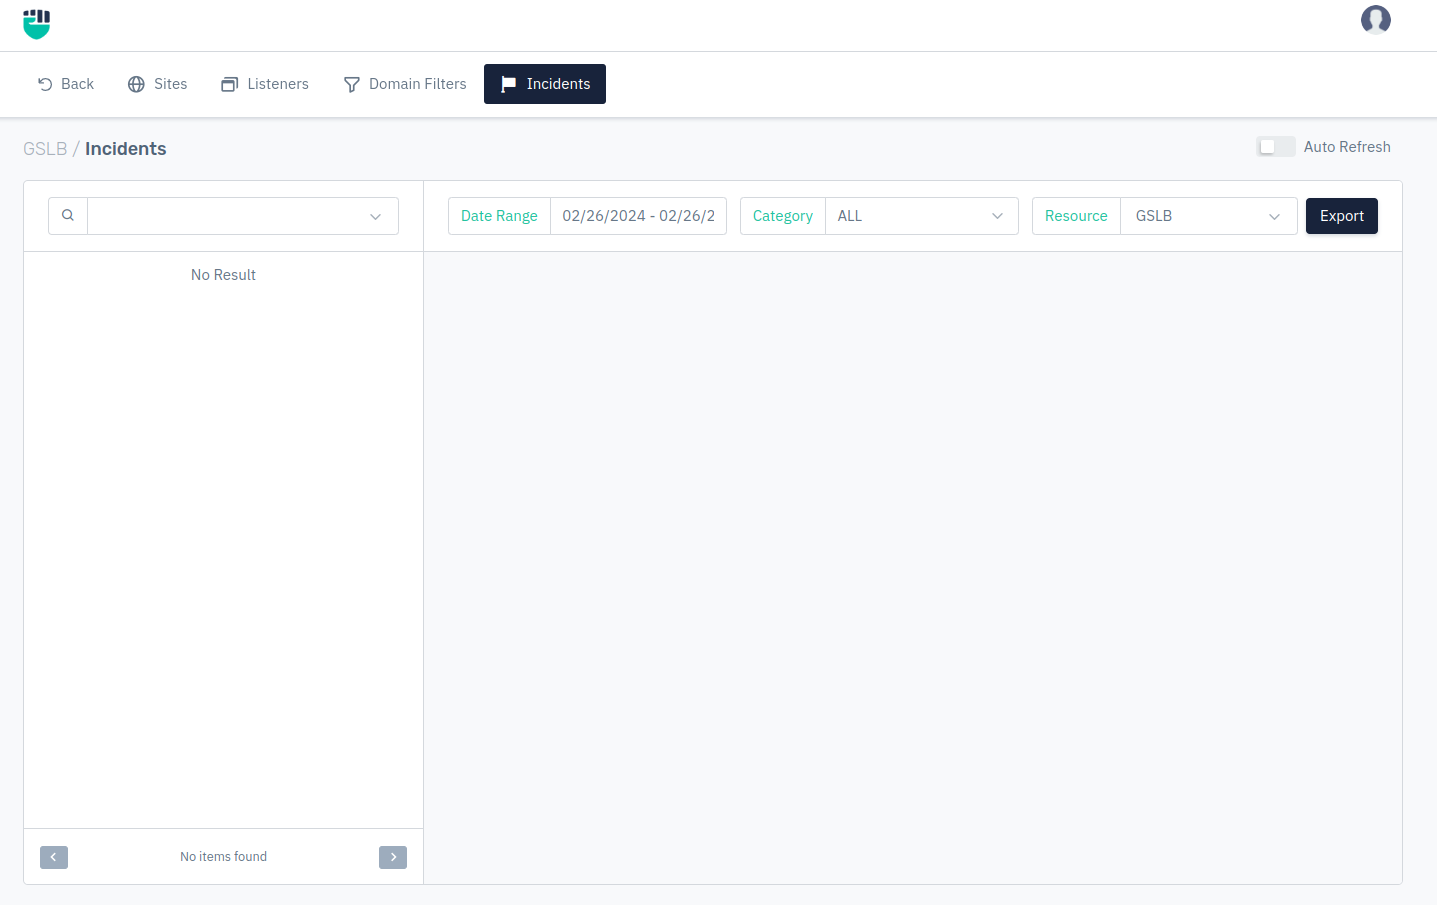 Back Sites Listeners Domain Filters Incidents
GSLB / Incidents
Auto Refresh
Date Range 02/26/2024 - 02/26/2 Category ALL Resource GSLB Export
No Result
No items found